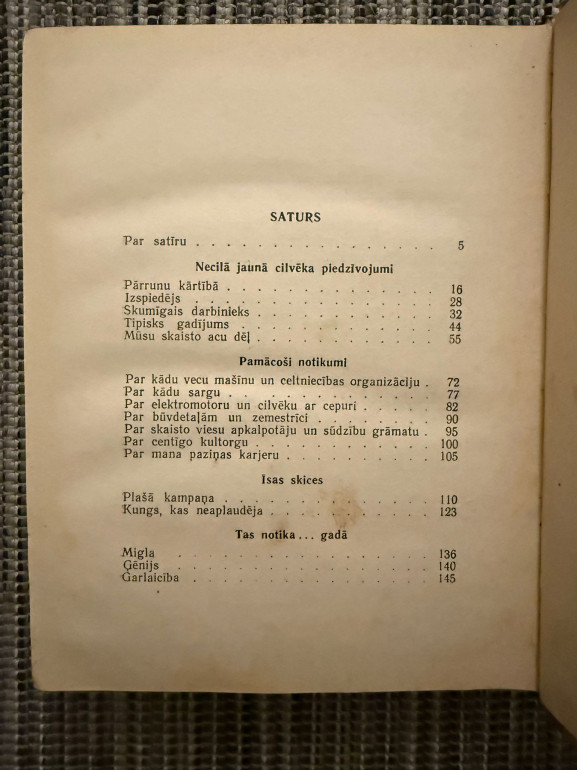 SATURS
Par satīru . . . . . . . . . . . . . . . . 5
Necilā jaunā cilvēka piedzīvojumi
Pārrunu kārtībā . . . . . . . . . . . . . . 16
Izspiedējs . . . . . . . . . . . . . . . . 28
Skumīgais darbinieks . . . . . . . . . . . . 32
Tipisks gadījums . . . . . . . . . . . . . 44
Mūsu skaisto acu dēļ . . . . . . . . . . . . 55
Pamācoši notikumi
Par kādu vecu mašīnu un celtniecības organizāciju . 72
Par kādu sargu . . . . . . . . . . . . . . 77
Par elektromotoru un cilvēku ar cepuri . . . . . 82
Par būvdetaļām un zemestrīci . . . . . . . . 90
Par skaisto viesu apkalpotāju un sūdzību grāmatu . 95
Par centīgo kultorgu . . . . . . . . . . . . 100
Par mana paziņas karjeru . . . . . . . . . . 105
Isas skices
Plašā kampaņa . . . . . . . . . . . . . . 110
Kungs, kas neaplaudēja . . . . . . . . . . . 123
Tas notika... gadā
Migla . . . . . . . . . . . . . . . . . 136
Ģēnijs . . . . . . . . . . . . . . . . . 140
Garlaicība . . . . . . . . . . . . . . . . 145